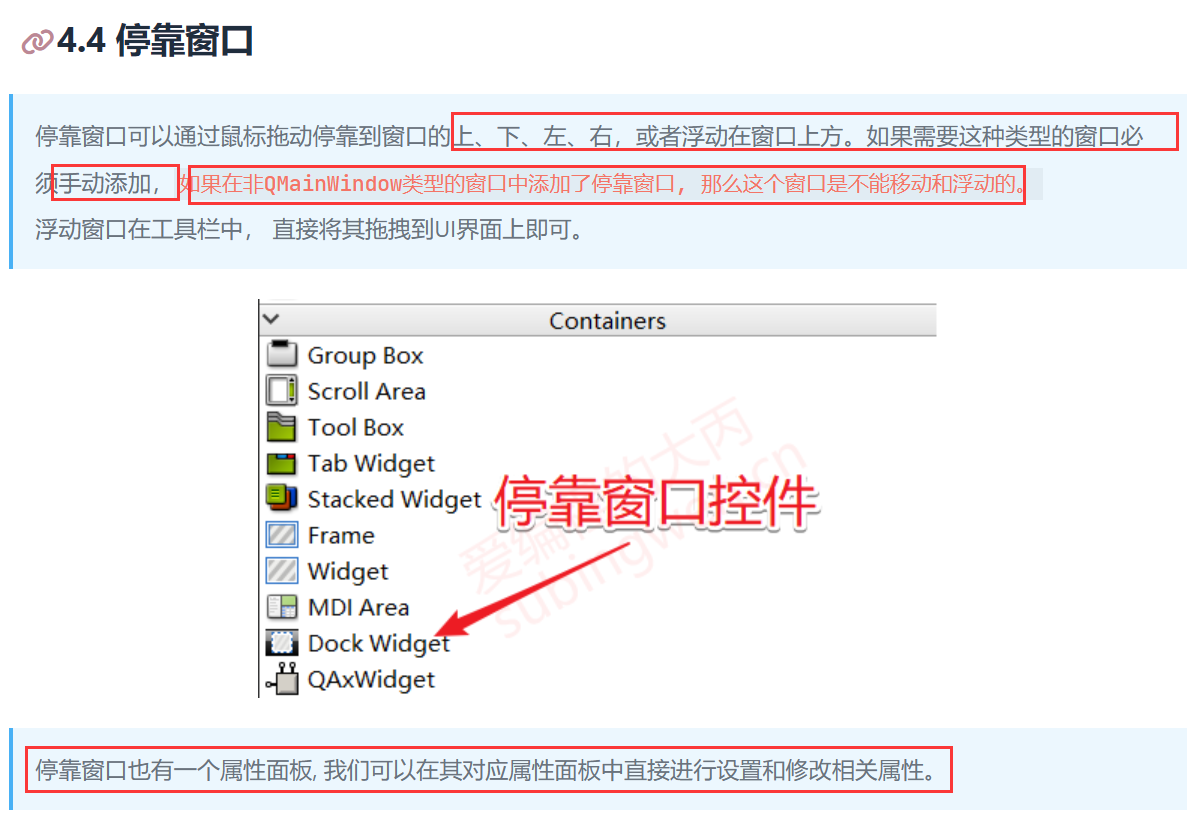 4.4 停靠窗口
停靠窗口可以通过鼠标拖动停靠到窗口的上、下、左、右，或者浮动在窗口上方。如果需要这种类型的窗口必
须手动添加，如果在非QMainWindow类型的窗口中添加了停靠窗口，那么这个窗口是不能移动和浮动的。
浮动窗口在工具栏中， 直接将其拖拽到UI界面上即可。
Containers
Group Box
Scroll Area
Tool Box
Tab Widget
Stacked Widget
停靠窗口控件
Frame
Widget
MDI Area
Dock Widget
QAxWidget
停靠窗口也有一个属性面板, 我们可以在其对应属性面板中直接进行设置和修改相关属性。